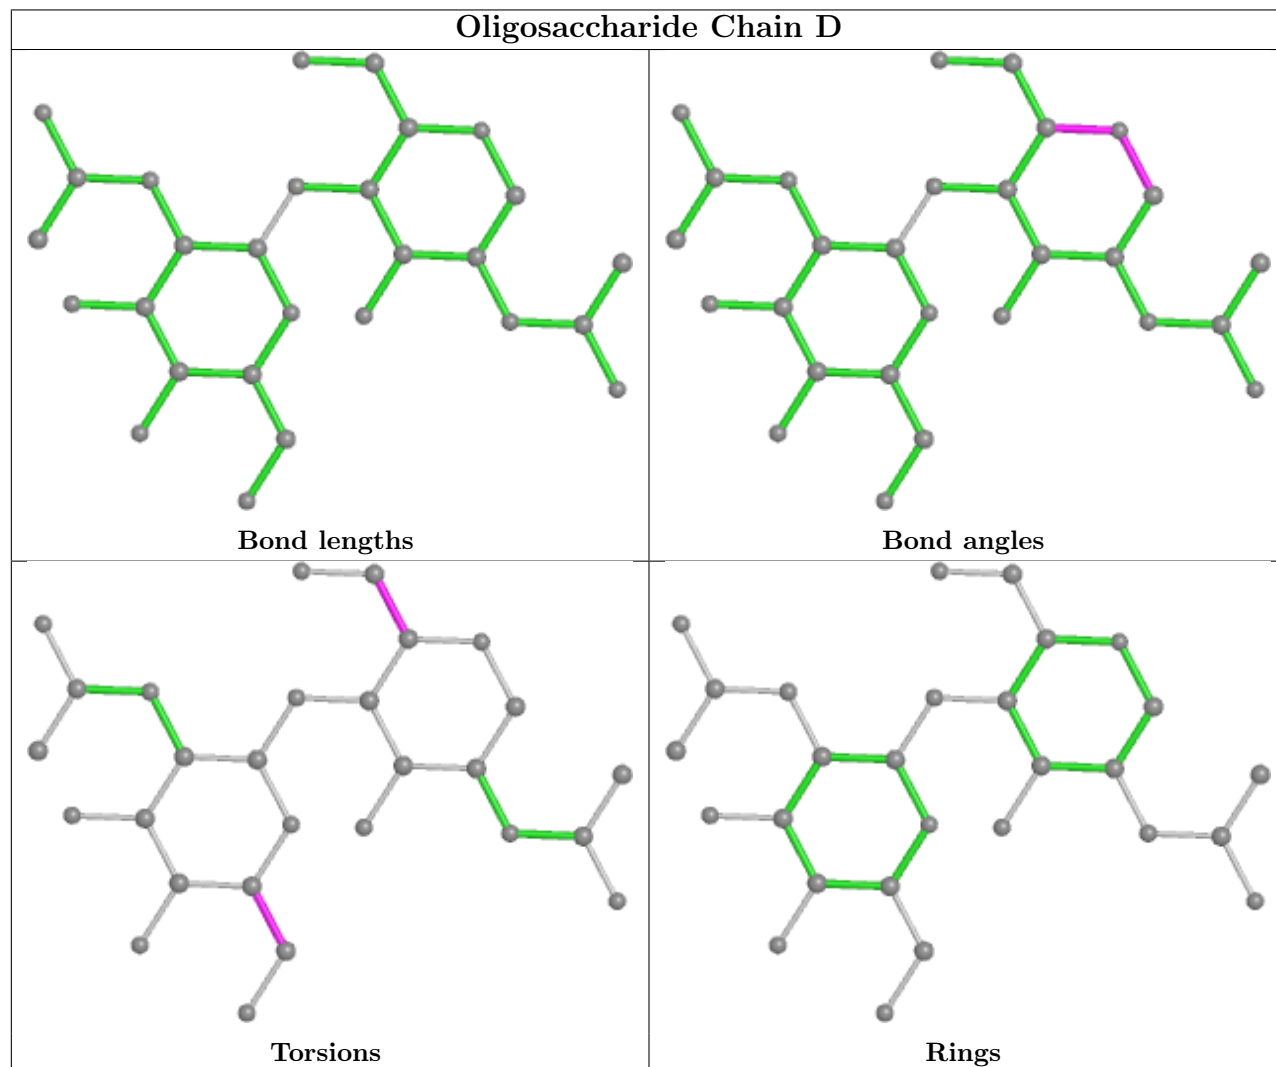 Oligosaccharide Chain D
Bond lengths
Bond angles
Torsions
Rings